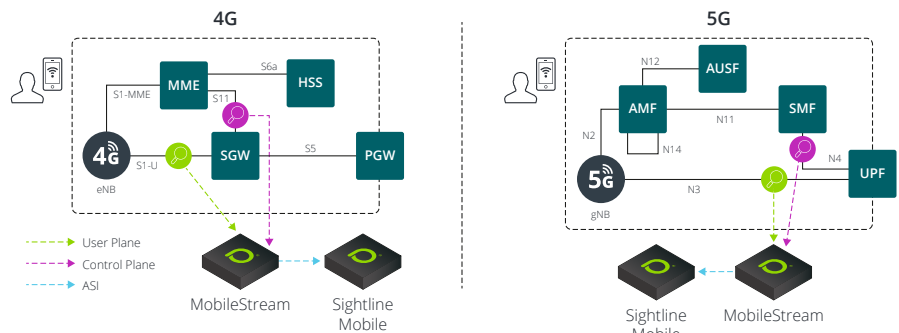 4G
MME
S6a
HSS
S1-MME
S11
4G
S1-U
SGW
S5
PGW
eNB
User Plane
Control Plane
ASI
MobileStream
Sightline
Mobile
5G
N12
AUSF
AMF
N11
SMF
N2
N14
N4
5G
N3
UPF
gNB
Sightline
Mobile
MobileStream